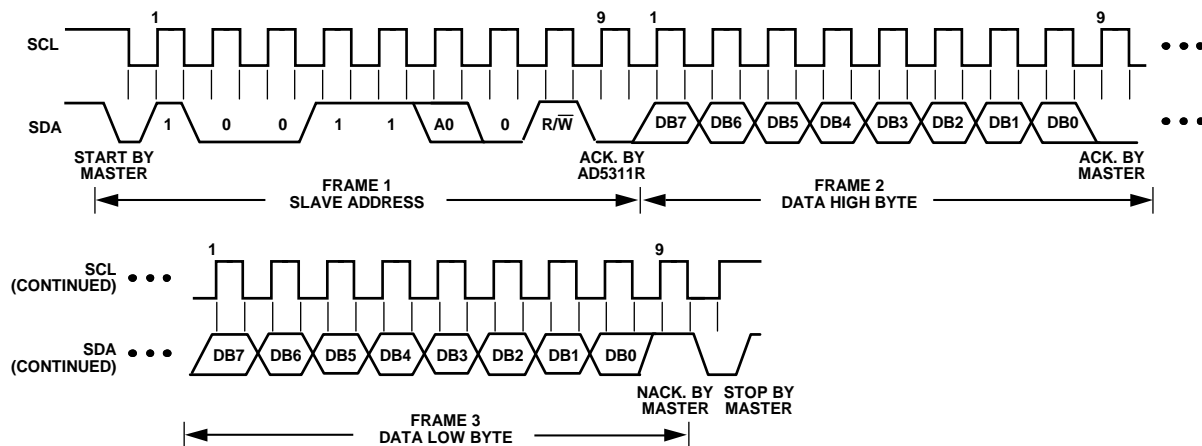 1 9 1 9
SCL
SDA 1 0 0 1 1 A0 0 R/W̅ DB7 DB6 DB5 DB4 DB3 DB2 DB1 DB0
START BY
MASTER
ACK. BY
AD5311R
ACK. BY
MASTER
FRAME 1
SLAVE ADDRESS
FRAME 2
DATA HIGH BYTE
1 9
SCL
(CONTINUED)
SDA
(CONTINUED)
DB7 DB6 DB5 DB4 DB3 DB2 DB1 DB0
NACK. BY
MASTER
STOP BY
MASTER
FRAME 3
DATA LOW BYTE